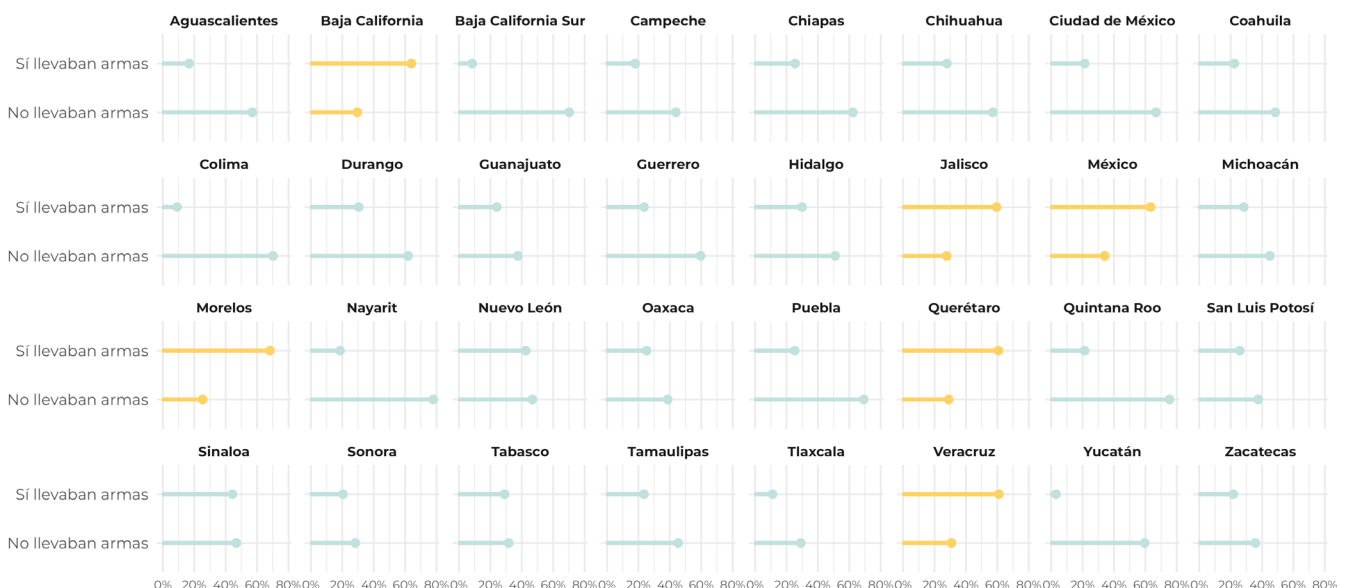 Aguascalientes Baja California Baja California Sur Campeche Chiapas Chihuahua Ciudad de México Coahuila
Sí llevaban armas
No llevaban armas
Colima Durango Guanajuato Guerrero Hidalgo Jalisco México Michoacán
Sí llevaban armas
No llevaban armas
Morelos Nayarit Nuevo León Oaxaca Puebla Querétaro Quintana Roo San Luis Potosí
Sí llevaban armas
No llevaban armas
Sinaloa Sonora Tabasco Tamaulipas Tlaxcala Veracruz Yucatán Zacatecas
Sí llevaban armas
No llevaban armas
0% 20% 40% 60% 80% 0% 20% 40% 60% 80% 0% 20% 40% 60% 80% 0% 20% 40% 60% 80% 0% 20% 40% 60% 80% 0% 20% 40% 60% 80% 0% 20% 40% 60% 80% 0% 20% 40% 60% 80%